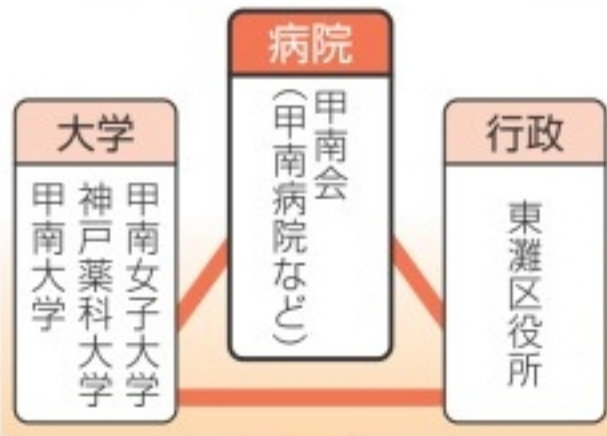 病院
甲南会
(甲南病院など)
大学
甲南女子大学
神戸薬科大学
甲南大学
行政
東灘区役所